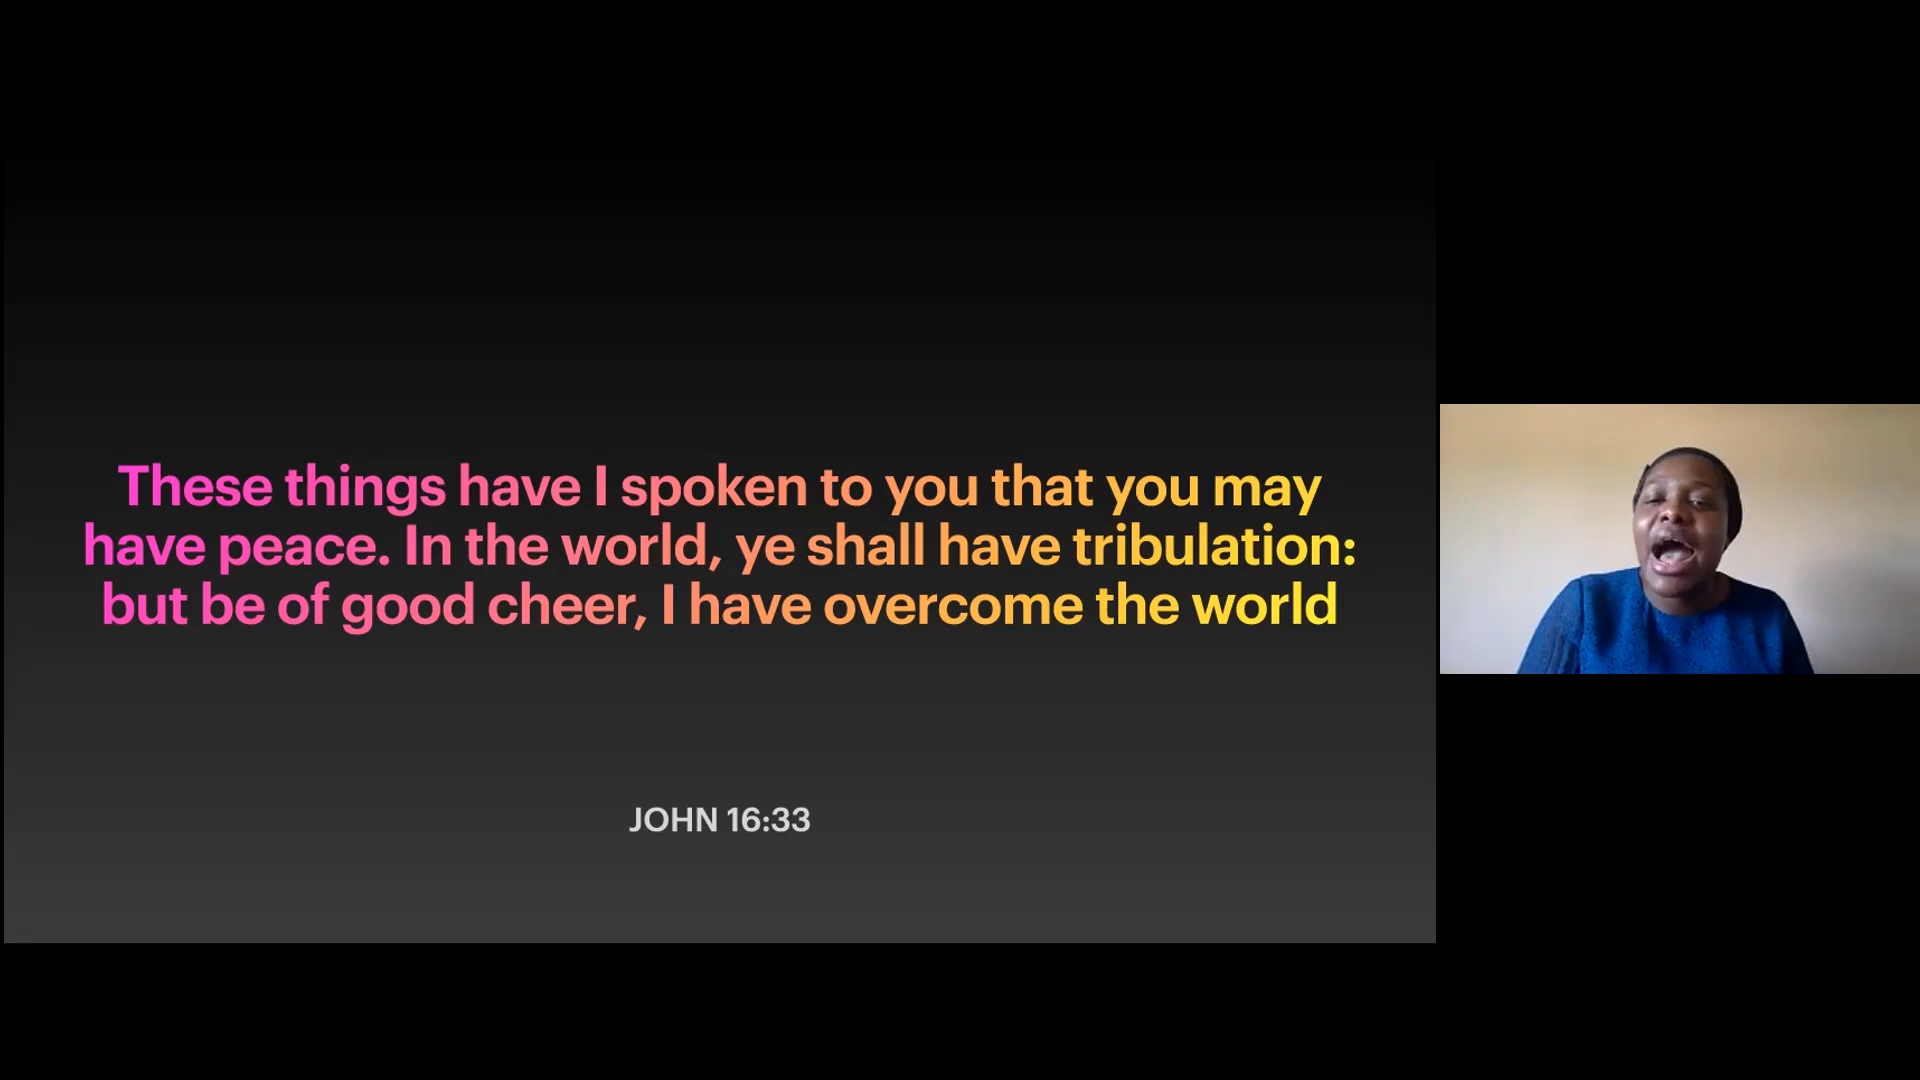 These things have I spoken to you that you may
have peace. In the world, ye shall have tribulation:
but be of good cheer, I have overcome the world
JOHN 16:33